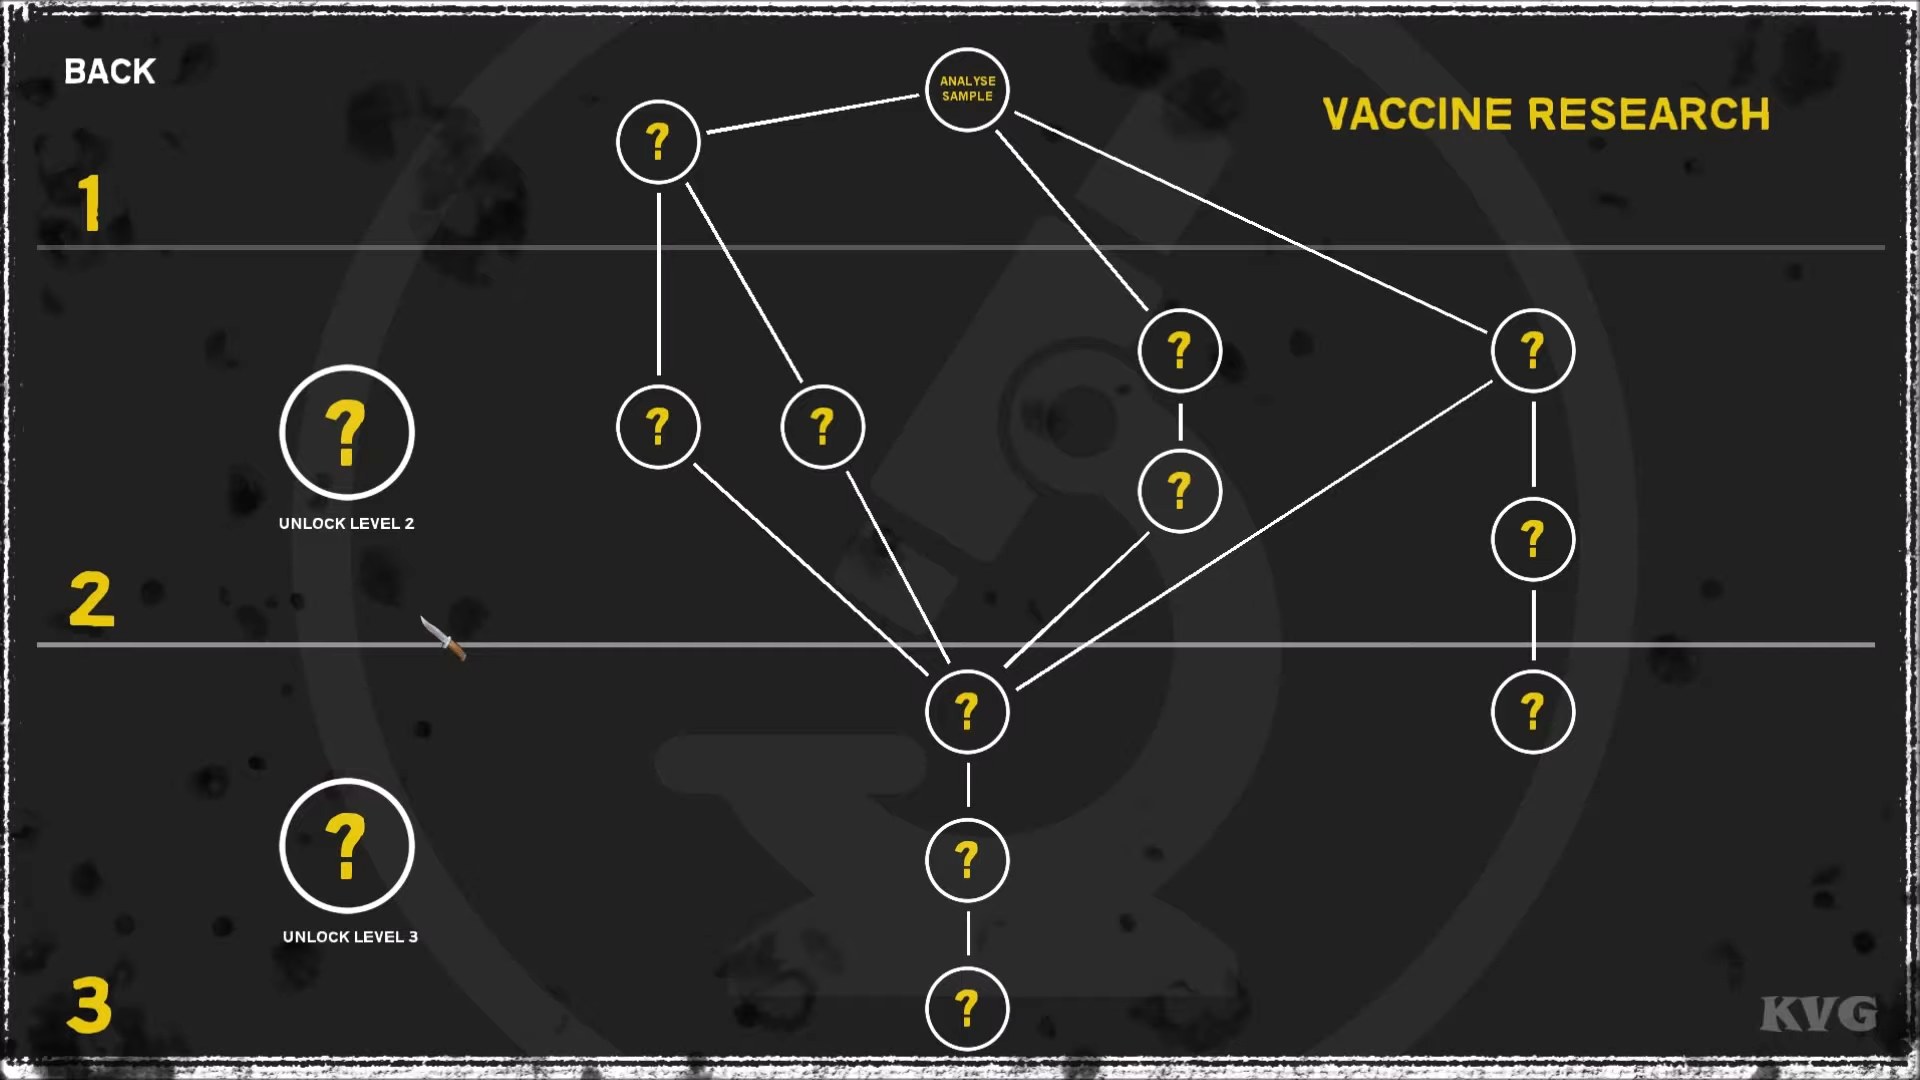 BACK
ANALYSE
SAMPLE
VACCINE RESEARCH
?
1
?
?
?
?
?
?
UNLOCK LEVEL 2
?
2
?
?
?
?
UNLOCK LEVEL 3
?
3
KVG